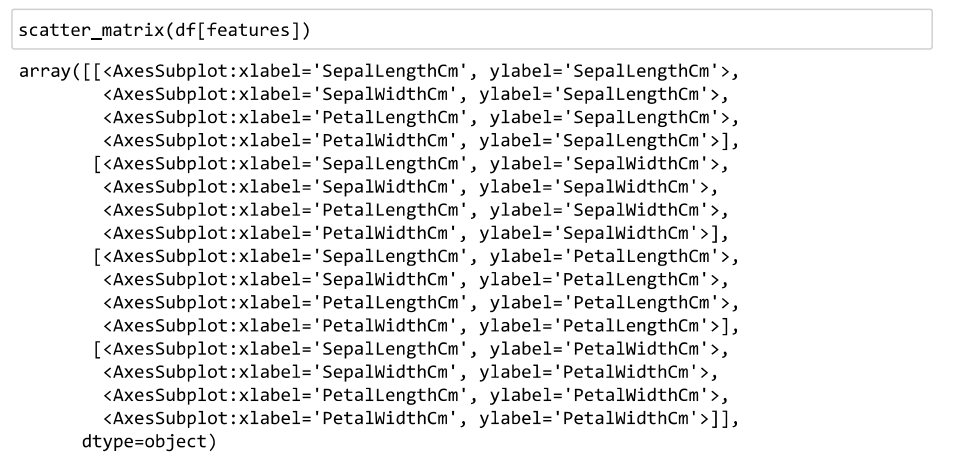 scatter_matrix(df[features])
array([[<AxesSubplot:xlabel='SepalLengthCm', ylabel='SepalLengthCm'>,
<AxesSubplot:xlabel='SepalWidthCm', ylabel='SepalLengthCm'>,
<AxesSubplot:xlabel='PetalLengthCm', ylabel='SepalLengthCm'>,
<AxesSubplot:xlabel='PetalWidthCm', ylabel='SepalLengthCm'>],
[<AxesSubplot:xlabel='SepalLengthCm', ylabel='SepalWidthCm'>,
<AxesSubplot:xlabel='SepalWidthCm', ylabel='SepalWidthCm'>,
<AxesSubplot:xlabel='PetalLengthCm', ylabel='SepalWidthCm'>,
<AxesSubplot:xlabel='PetalWidthCm', ylabel='SepalWidthCm'>],
[<AxesSubplot:xlabel='SepalLengthCm', ylabel='PetalLengthCm'>,
<AxesSubplot:xlabel='SepalWidthCm', ylabel='PetalLengthCm'>,
<AxesSubplot:xlabel='PetalLengthCm', ylabel='PetalLengthCm'>,
<AxesSubplot:xlabel='PetalWidthCm', ylabel='PetalLengthCm'>],
[<AxesSubplot:xlabel='SepalLengthCm', ylabel='PetalWidthCm'>,
<AxesSubplot:xlabel='SepalWidthCm', ylabel='PetalWidthCm'>,
<AxesSubplot:xlabel='PetalLengthCm', ylabel='PetalWidthCm'>,
<AxesSubplot:xlabel='PetalWidthCm', ylabel='PetalWidthCm'>]],
dtype=object)